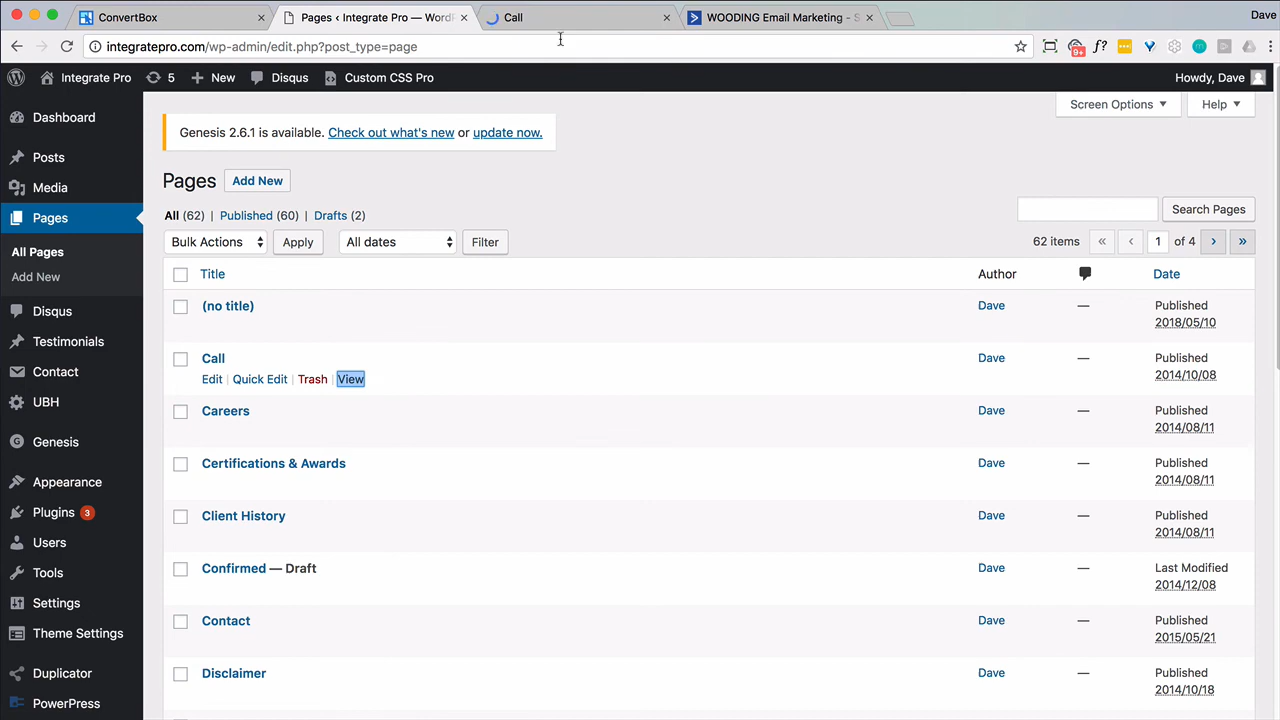 ConvertBox
Pages ‹ Integrate Pro — WordP
Call
WOODING Email Marketing - S
Dave
integratepro.com/wp-admin/edit.php?post_type=page
9+
f?
Integrate Pro
5
New
Disqus
Custom CSS Pro
Howdy, Dave
Screen Options
Help
Dashboard
Posts
Media
Pages
All Pages
Add New
Disqus
Testimonials
Contact
UBH
Genesis
Appearance
Plugins 3
Users
Tools
Settings
Theme Settings
Duplicator
PowerPress
Genesis 2.6.1 is available. Check out what's new or update now.
Pages Add New
All (62) | Published (60) | Drafts (2)
Search Pages
Bulk Actions Apply All dates Filter
62 items « ‹ 1 of 4 › »
Title Author Date
(no title) Dave — Published
2018/05/10
Call Dave — Published
Edit | Quick Edit | Trash | View 2014/10/08
Careers Dave — Published
2014/08/11
Certifications & Awards Dave — Published
2014/08/11
Client History Dave — Published
2014/08/11
Confirmed — Draft Dave — Last Modified
2014/12/08
Contact Dave — Published
2015/05/21
Disclaimer Dave — Published
2014/10/18